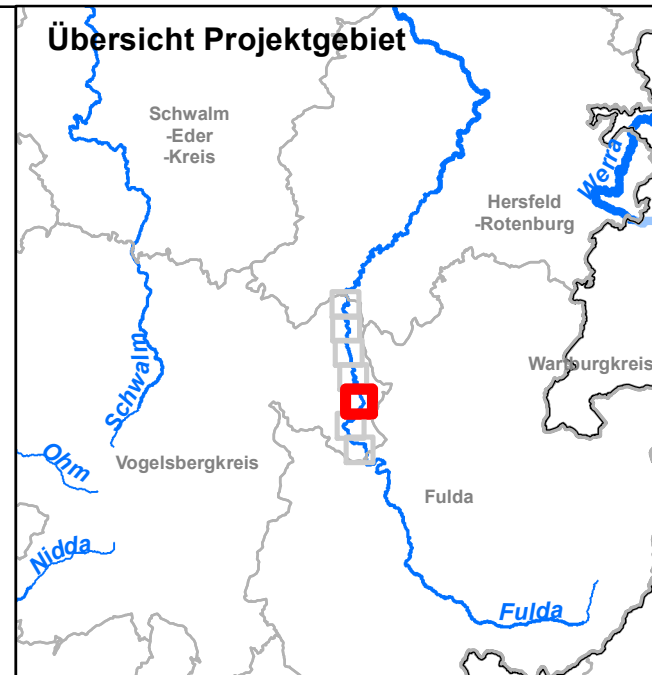 Übersicht Projektgebiet
Schwalm
-Eder
-Kreis
Werra
Hersfeld
-Rotenburg
Schwalm
Wartburgkreis
Ohm
Vogelsbergkreis
Fulda
Nidda
Fulda